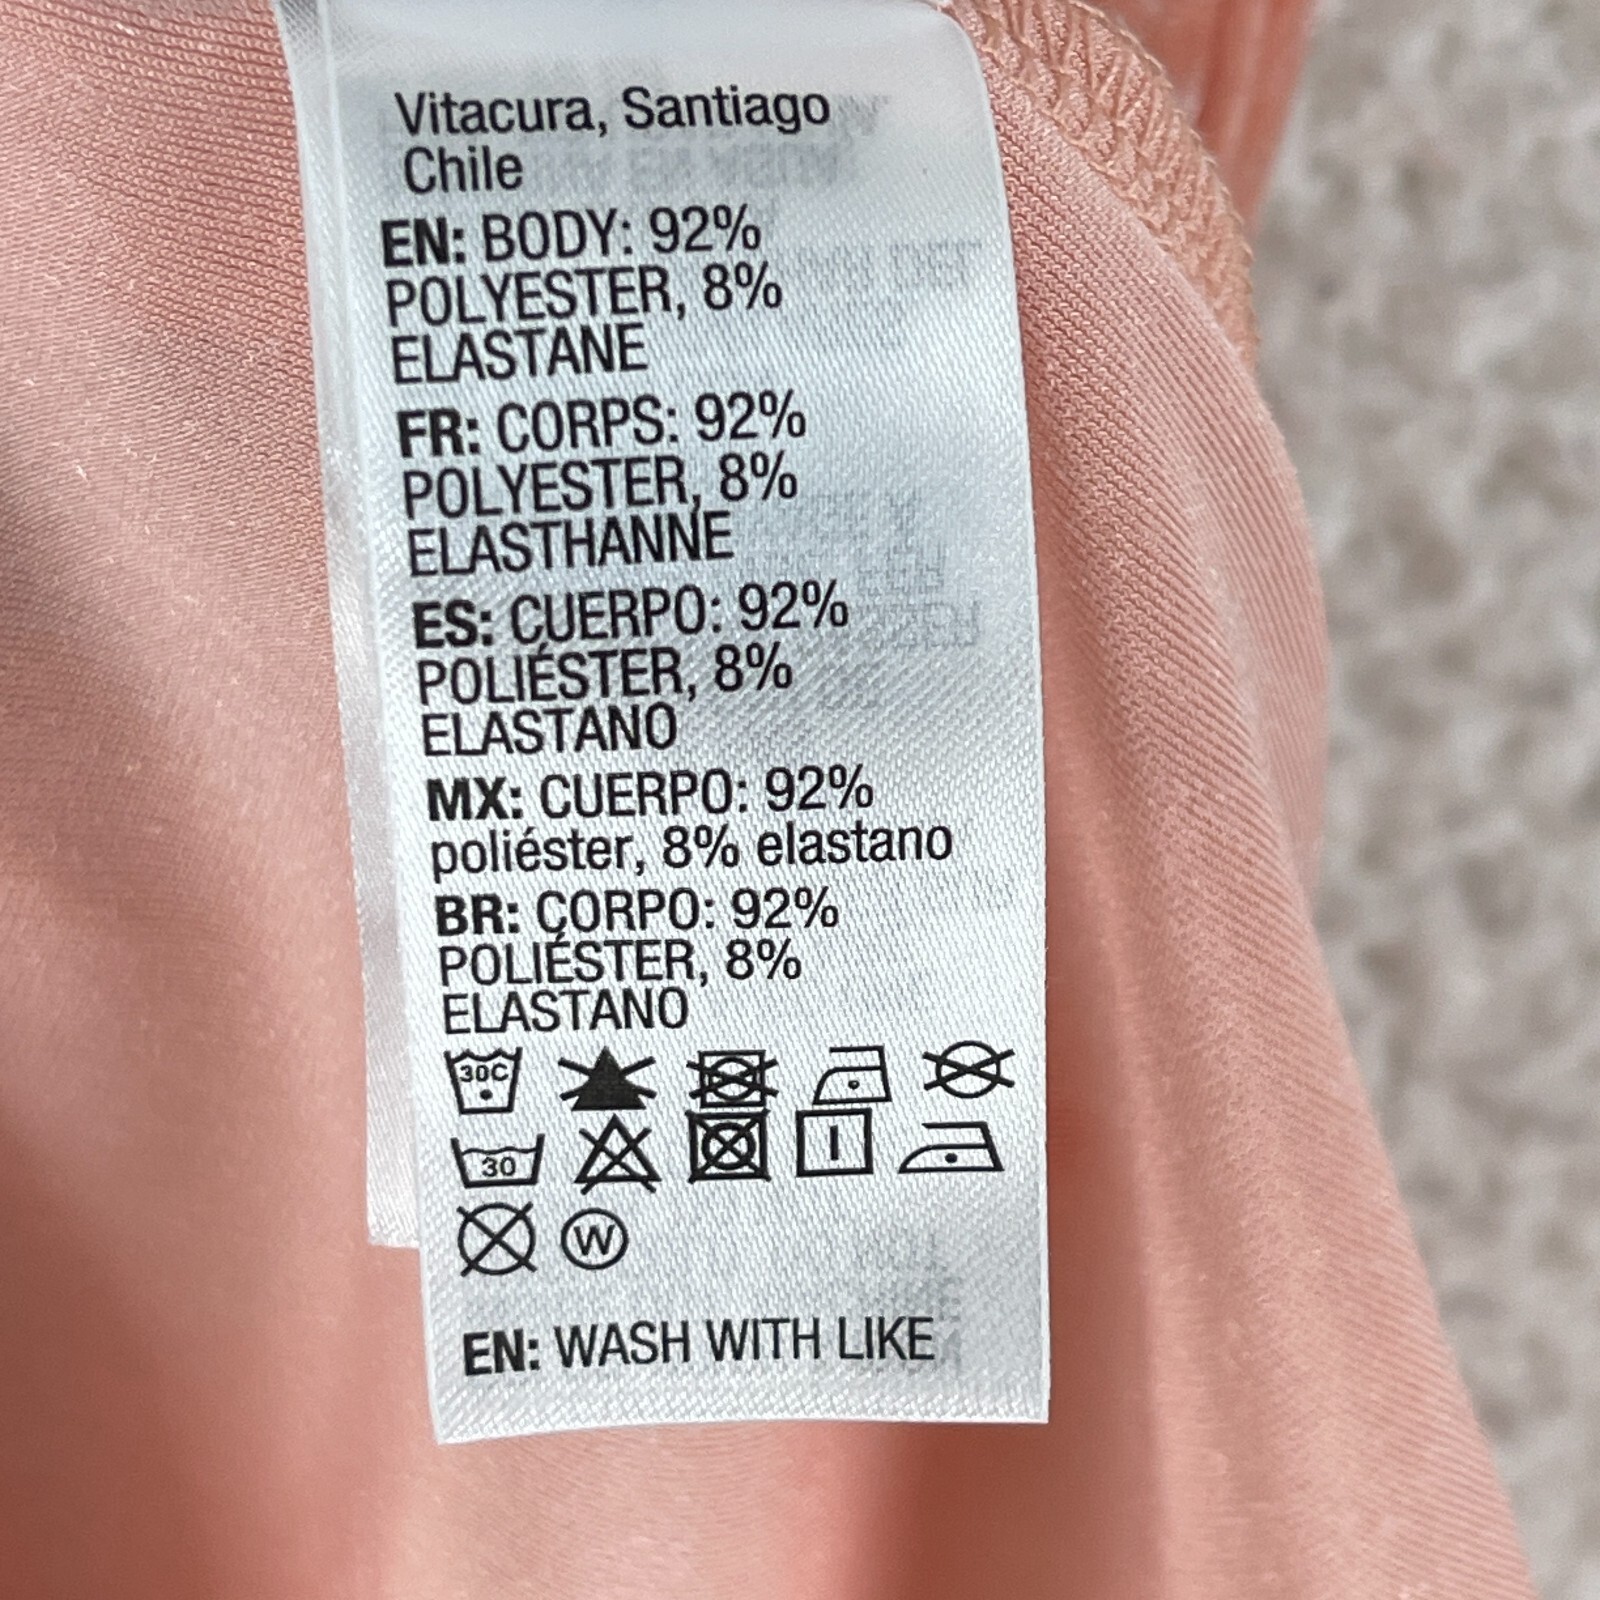 Vitacura, Santiago
Chile
EN: BODY: 92%
POLYESTER, 8%
ELASTANE
FR: CORPS: 92%
POLYESTER, 8%
ELASTHANNE
ES: CUERPO: 92%
POLIÉSTER, 8%
ELASTANO
MX: CUERPO: 92%
poliéster, 8% elastano
BR: CORPO: 92%
POLIÉSTER, 8%
ELASTANO
30C
30
W
EN: WASH WITH LIKE